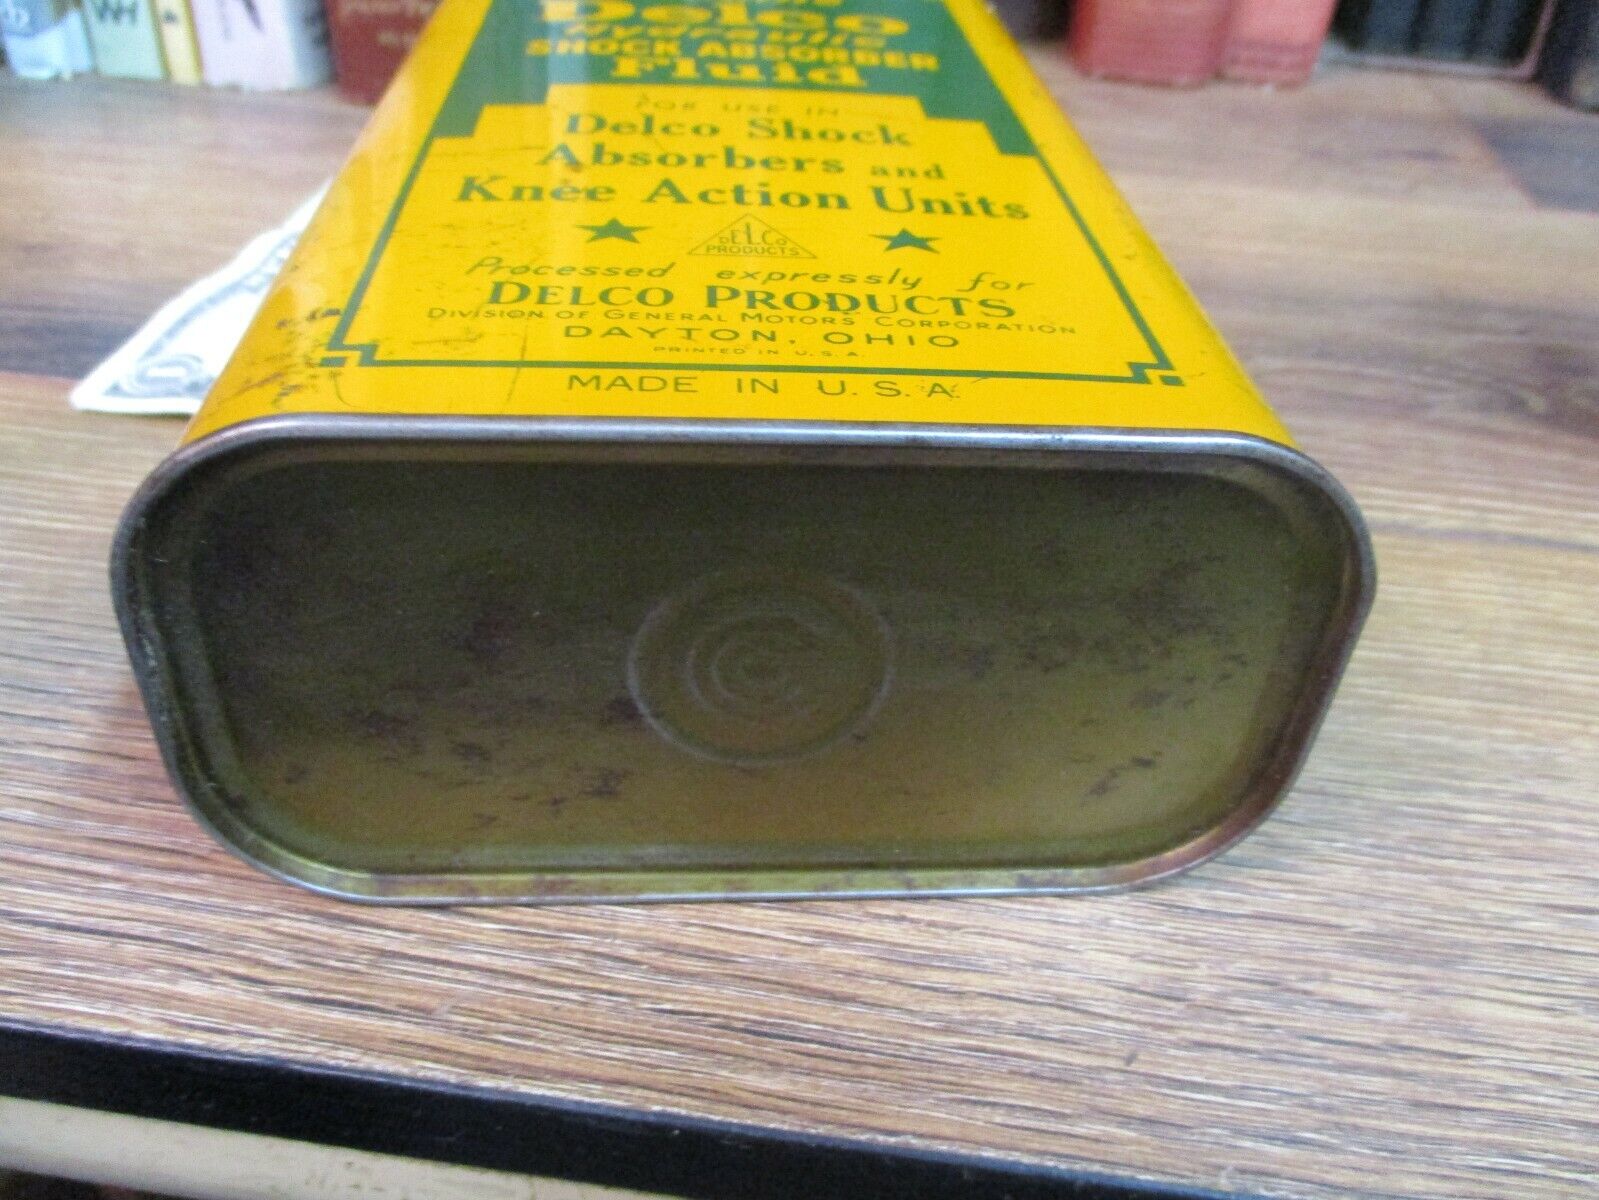 Delco
Hydraulic
SHOCK ABSORBER
Fluid
FOR USE IN
Delco Shock
Absorbers and
Knee Action Units
DELCO
PRODUCTS
Processed expressly for
DELCO PRODUCTS
DIVISION OF GENERAL MOTORS CORPORATION
DAYTON, OHIO
PRINTED IN U.S.A.
MADE IN U.S.A.
WH